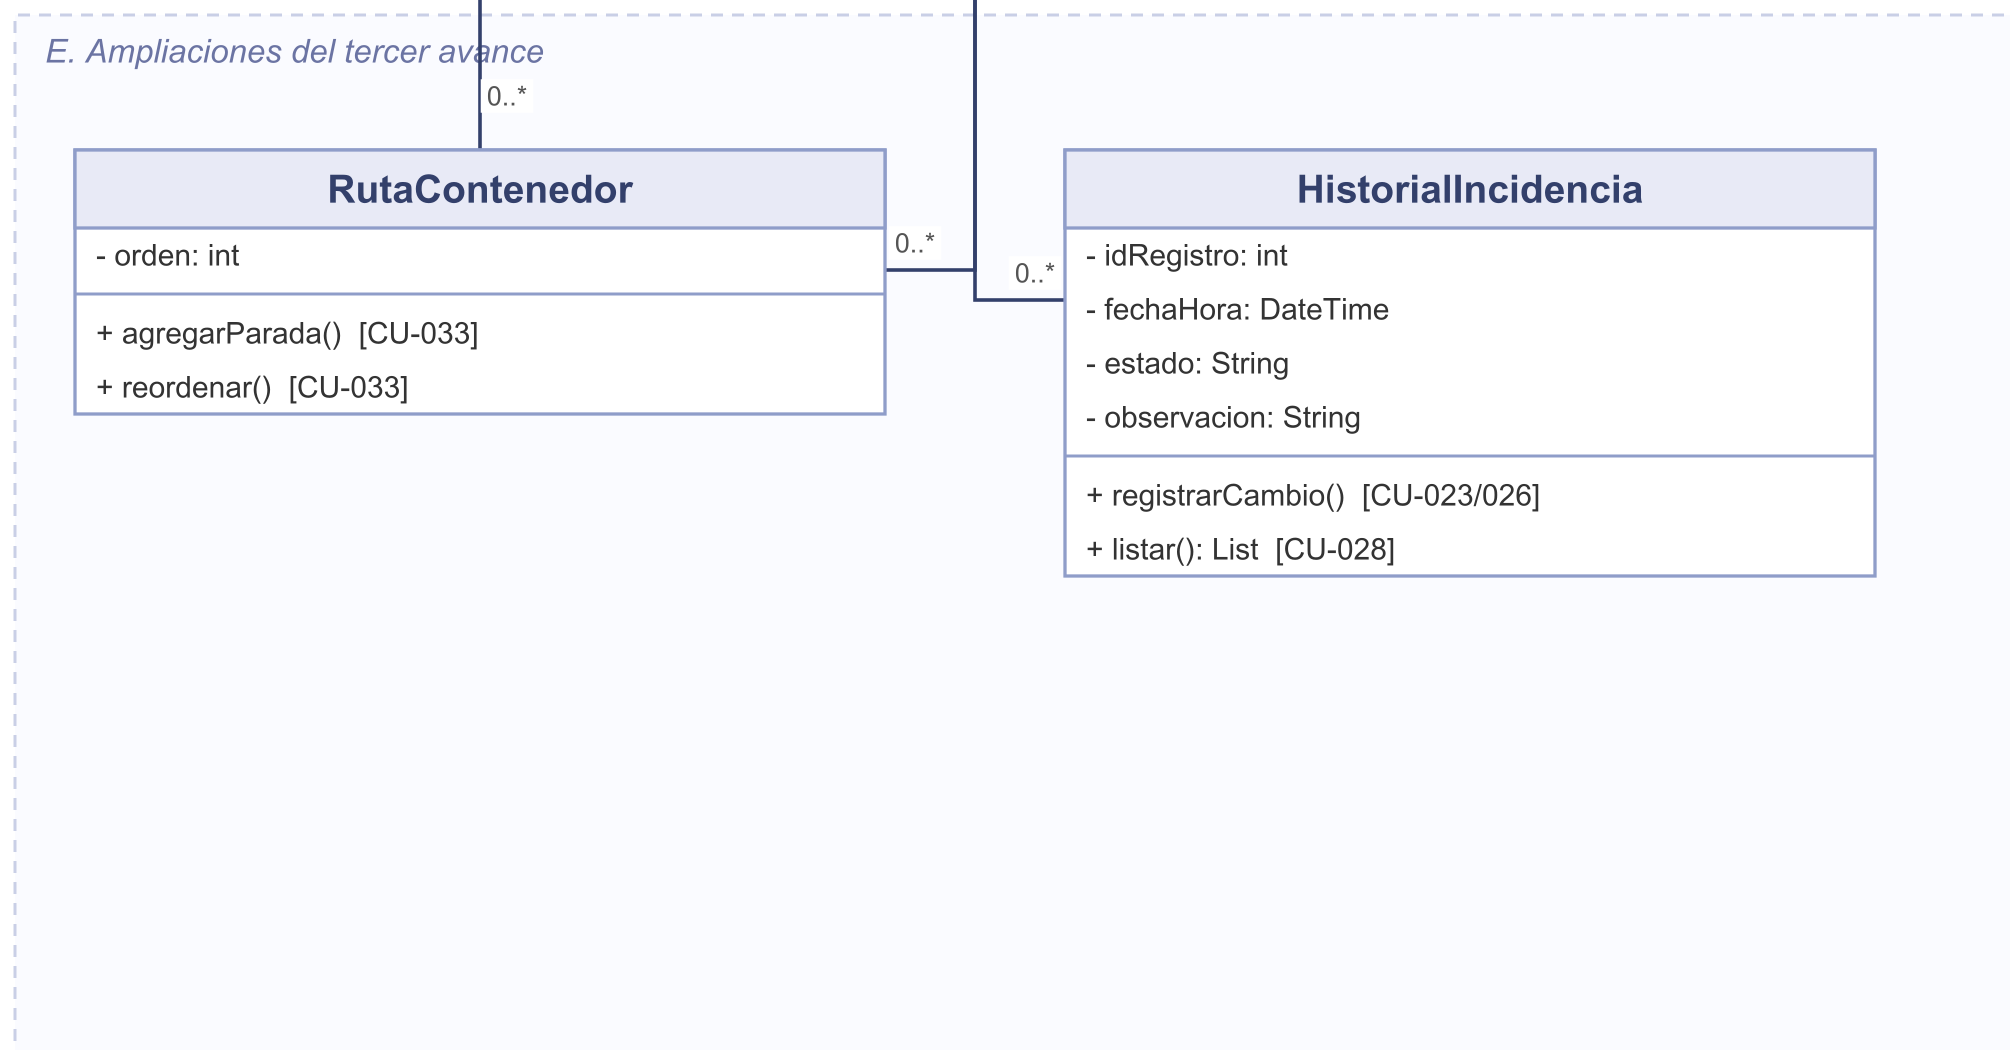 E. Ampliaciones del tercer avance
0..*
RutaContenedor
- orden: int
+ agregarParada() [CU-033]
+ reordenar() [CU-033]
0..*
0..*
HistorialIncidencia
- idRegistro: int
- fechaHora: DateTime
- estado: String
- observacion: String
+ registrarCambio() [CU-023/026]
+ listar(): List [CU-028]